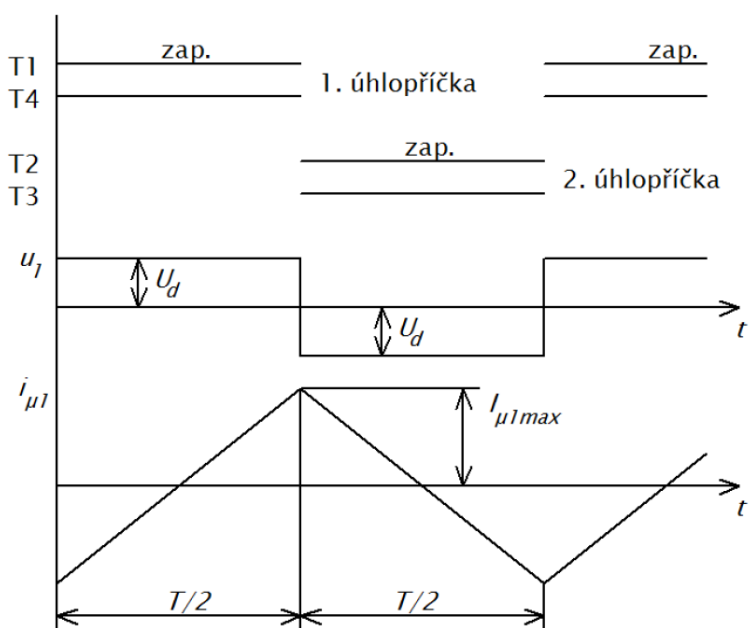 zap. zap.
T1
1. úhlopříčka
T4
zap.
T2
2. úhlopříčka
T3
u1
Ud
Ud
t
iμ1
Iμ1max
t
T/2 T/2